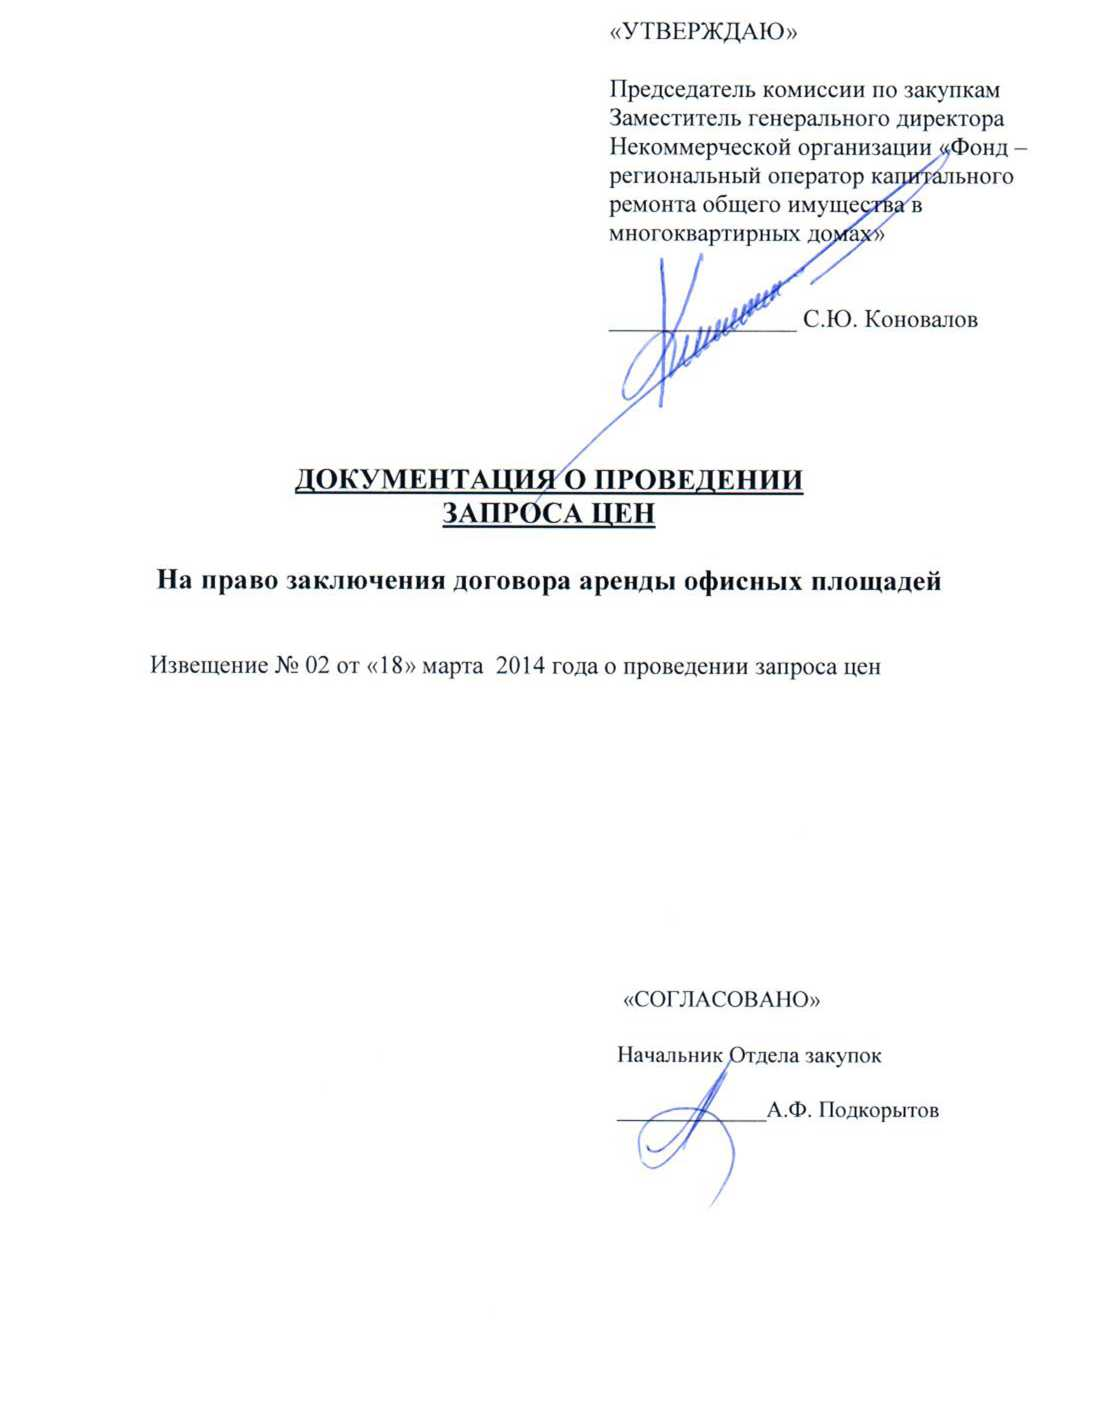 «УТВЕРЖДАЮ»
Председатель комиссии по закупкам
Заместитель генерального директора
Некоммерческой организации «Фонд –
региональный оператор капитального
ремонта общего имущества в
многоквартирных домах»
_______________ С.Ю. Коновалов
ДОКУМЕНТАЦИЯ О ПРОВЕДЕНИИ
ЗАПРОСА ЦЕН
На право заключения договора аренды офисных площадей
Извещение № 02 от «18» марта 2014 года о проведении запроса цен
«СОГЛАСОВАНО»
Начальник Отдела закупок
_____________А.Ф. Подкорытов